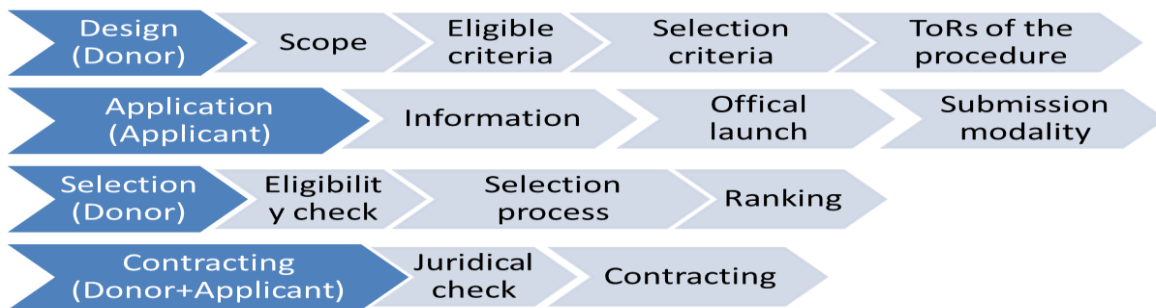 Design
(Donor)
Scope
Eligible
criteria
Selection
criteria
ToRs of the
procedure
Application
(Applicant)
Information
Offical
launch
Submission
modality
Selection
(Donor)
Eligibilit
y check
Selection
process
Ranking
Contracting
(Donor+Applicant)
Juridical
check
Contracting